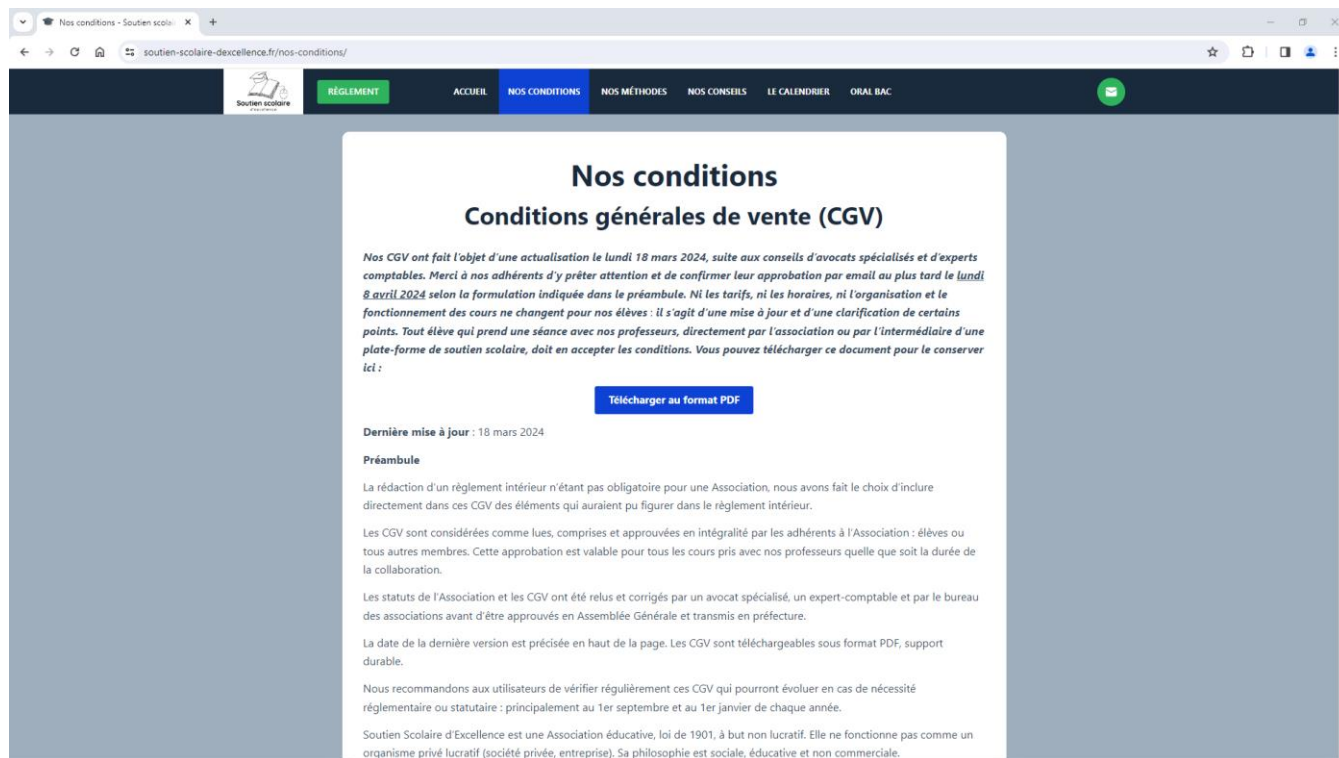 Nos conditions - Soutien scolai
soutien-scolaire-dexcellence.fr/nos-conditions/
Soutien scolaire
RÈGLEMENT
ACCUEIL
NOS CONDITIONS
NOS MÉTHODES
NOS CONSEILS
LE CALENDRIER
ORAL BAC
Nos conditions
Conditions générales de vente (CGV)
Nos CGV ont fait l'objet d'une actualisation le lundi 18 mars 2024, suite aux conseils d'avocats spécialisés et d'experts
comptables. Merci à nos adhérents d'y prêter attention et de confirmer leur approbation par email au plus tard le lundi
8 avril 2024 selon la formulation indiquée dans le préambule. Ni les tarifs, ni les horaires, ni l'organisation et le
fonctionnement des cours ne changent pour nos élèves : il s'agit d'une mise à jour et d'une clarification de certains
points. Tout élève qui prend une séance avec nos professeurs, directement par l'association ou par l'intermédiaire d'une
plate-forme de soutien scolaire, doit en accepter les conditions. Vous pouvez télécharger ce document pour le conserver
ici :
Télécharger au format PDF
Dernière mise à jour : 18 mars 2024
Préambule
La rédaction d'un règlement intérieur n'étant pas obligatoire pour une Association, nous avons fait le choix d'inclure
directement dans ces CGV des éléments qui auraient pu figurer dans le règlement intérieur.
Les CGV sont considérées comme lues, comprises et approuvées en intégralité par les adhérents à l'Association : élèves ou
tous autres membres. Cette approbation est valable pour tous les cours pris avec nos professeurs quelle que soit la durée de
la collaboration.
Les statuts de l'Association et les CGV ont été relus et corrigés par un avocat spécialisé, un expert-comptable et par le bureau
des associations avant d'être approuvés en Assemblée Générale et transmis en préfecture.
La date de la dernière version est précisée en haut de la page. Les CGV sont téléchargeables sous format PDF, support
durable.
Nous recommandons aux utilisateurs de vérifier régulièrement ces CGV qui pourront évoluer en cas de nécessité
réglementaire ou statutaire : principalement au 1er septembre et au 1er janvier de chaque année.
Soutien Scolaire d'Excellence est une Association éducative, loi de 1901, à but non lucratif. Elle ne fonctionne pas comme un
organisme privé lucratif (société privée, entreprise). Sa philosophie est sociale, éducative et non commerciale.